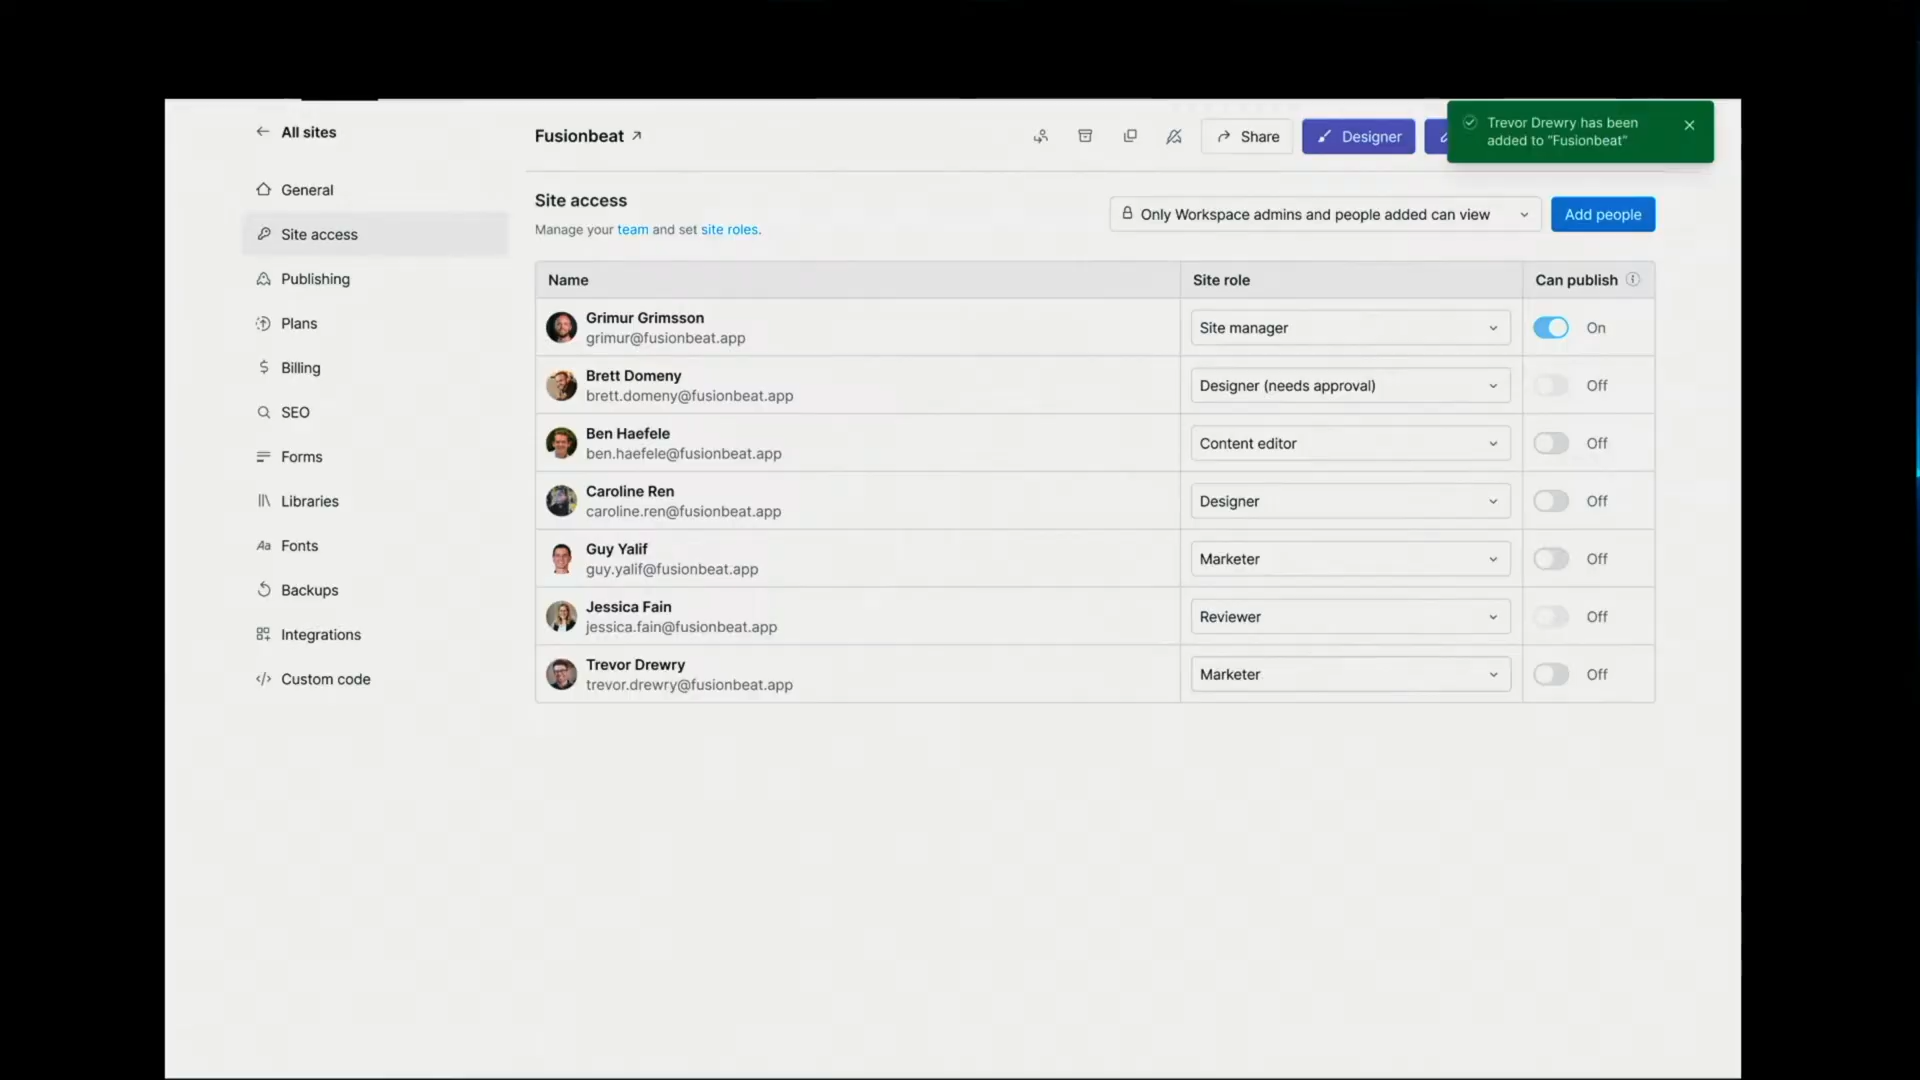 All sites
General
Site access
Publishing
Plans
Billing
SEO
Forms
Libraries
Fonts
Backups
Integrations
Custom code
Fusionbeat
Share
Designer
Trevor Drewry has been
added to "Fusionbeat"
Site access
Manage your team and set site roles.
Only Workspace admins and people added can view
Add people
Name
Site role
Can publish
Grimur Grimsson
grimur@fusionbeat.app
Site manager
On
Brett Domeny
brett.domeny@fusionbeat.app
Designer (needs approval)
Off
Ben Haefele
ben.haefele@fusionbeat.app
Content editor
Off
Caroline Ren
caroline.ren@fusionbeat.app
Designer
Off
Guy Yalif
guy.yalif@fusionbeat.app
Marketer
Off
Jessica Fain
jessica.fain@fusionbeat.app
Reviewer
Off
Trevor Drewry
trevor.drewry@fusionbeat.app
Marketer
Off